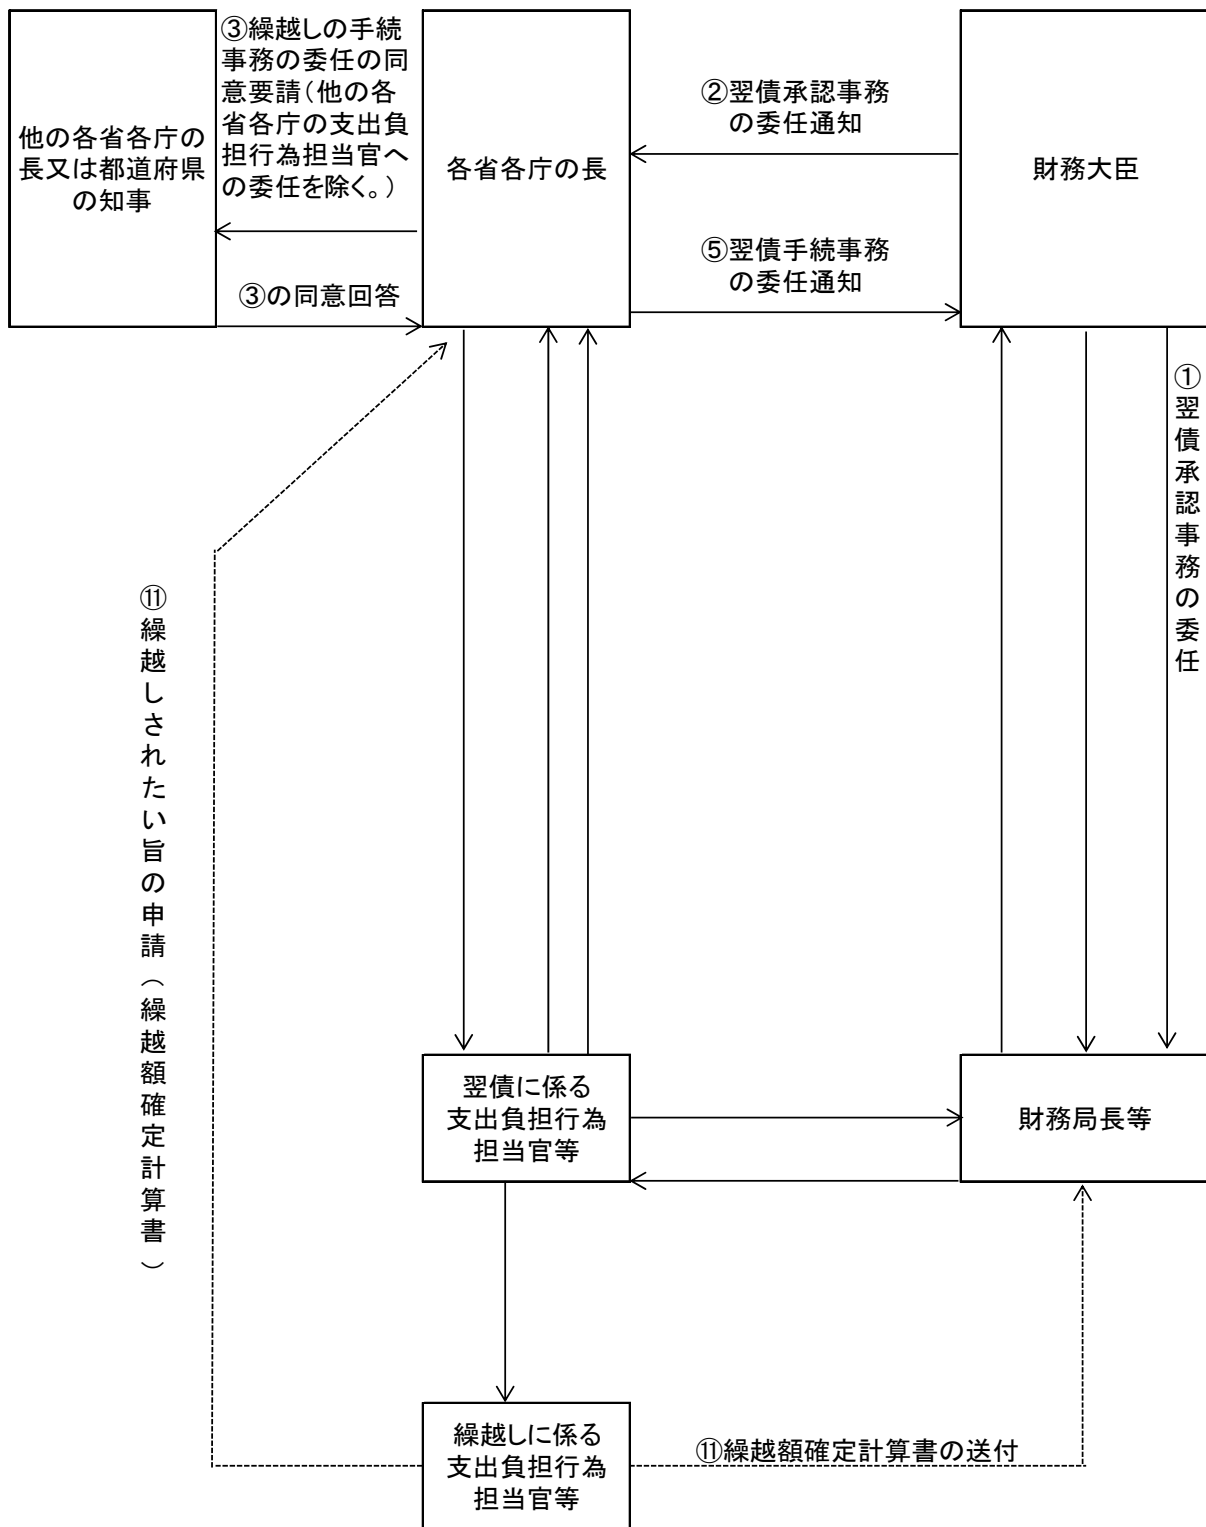 ③繰越しの手続
事務の委任の同
意要請（他の各
省各庁の支出負
担行為担当官へ
の委任を除く。）
他の各省各庁の
長又は都道府県
の知事
各省各庁の長
②翌債承認事務
の委任通知
財務大臣
⑤翌債手続事務
の委任通知
③の同意回答
①翌債承認事務の委任
⑪繰越しされたい旨の申請（繰越額確定計算書）
翌債に係る
支出負担行為
担当官等
財務局長等
繰越しに係る
支出負担行為
担当官等
⑪繰越額確定計算書の送付